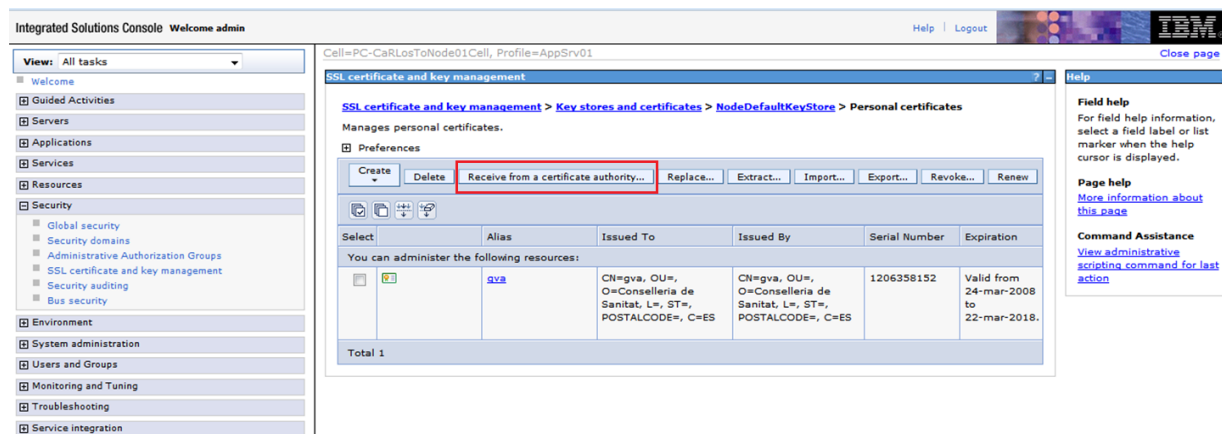 Integrated Solutions Console Welcome admin
Help Logout
IBM.
View: All tasks
Welcome
Guided Activities
Servers
Applications
Services
Resources
Security
Global security
Security domains
Administrative Authorization Groups
SSL certificate and key management
Security auditing
Bus security
Environment
System administration
Users and Groups
Monitoring and Tuning
Troubleshooting
Service integration
Cell=PC-CaRLosToNode01Cell, Profile=AppSrv01
Close page
SSL certificate and key management
? –
SSL certificate and key management > Key stores and certificates > NodeDefaultKeyStore > Personal certificates
Manages personal certificates.
Preferences
Create Delete Receive from a certificate authority... Replace... Extract... Import... Export... Revoke... Renew
Select Alias Issued To Issued By Serial Number Expiration
You can administer the following resources:
gva
CN=gva, OU=,
O=Conselleria de
Sanitat, L=, ST=,
POSTALCODE=, C=ES
CN=gva, OU=,
O=Conselleria de
Sanitat, L=, ST=,
POSTALCODE=, C=ES
1206358152
Valid from
24-mar-2008
to
22-mar-2018.
Total 1
Help
Field help
For field help information,
select a field label or list
marker when the help
cursor is displayed.
Page help
More information about
this page
Command Assistance
View administrative
scripting command for last
action